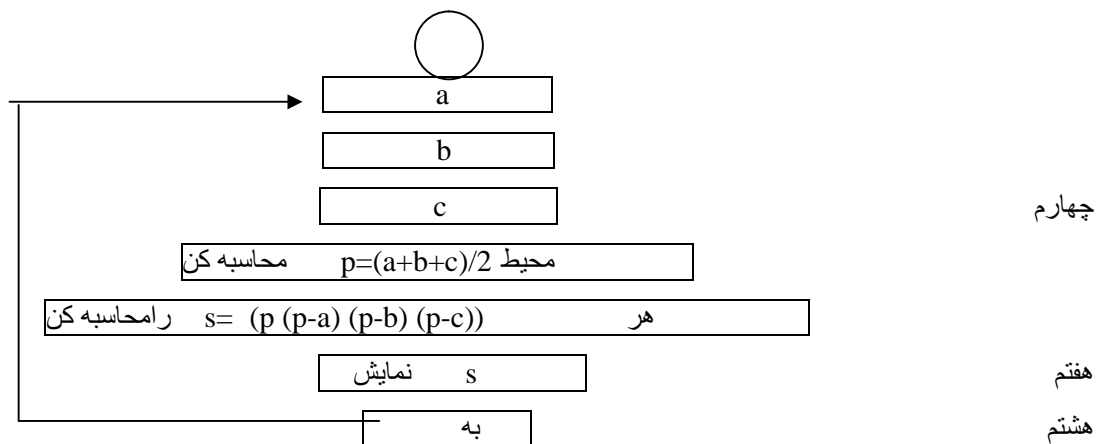 a
b
چهارم c
محیط p=(a+b+c)/2 محاسبه کن
هر s= (p (p-a) (p-b) (p-c)) رامحاسبه کن
هفتم s نمایش
هشتم به